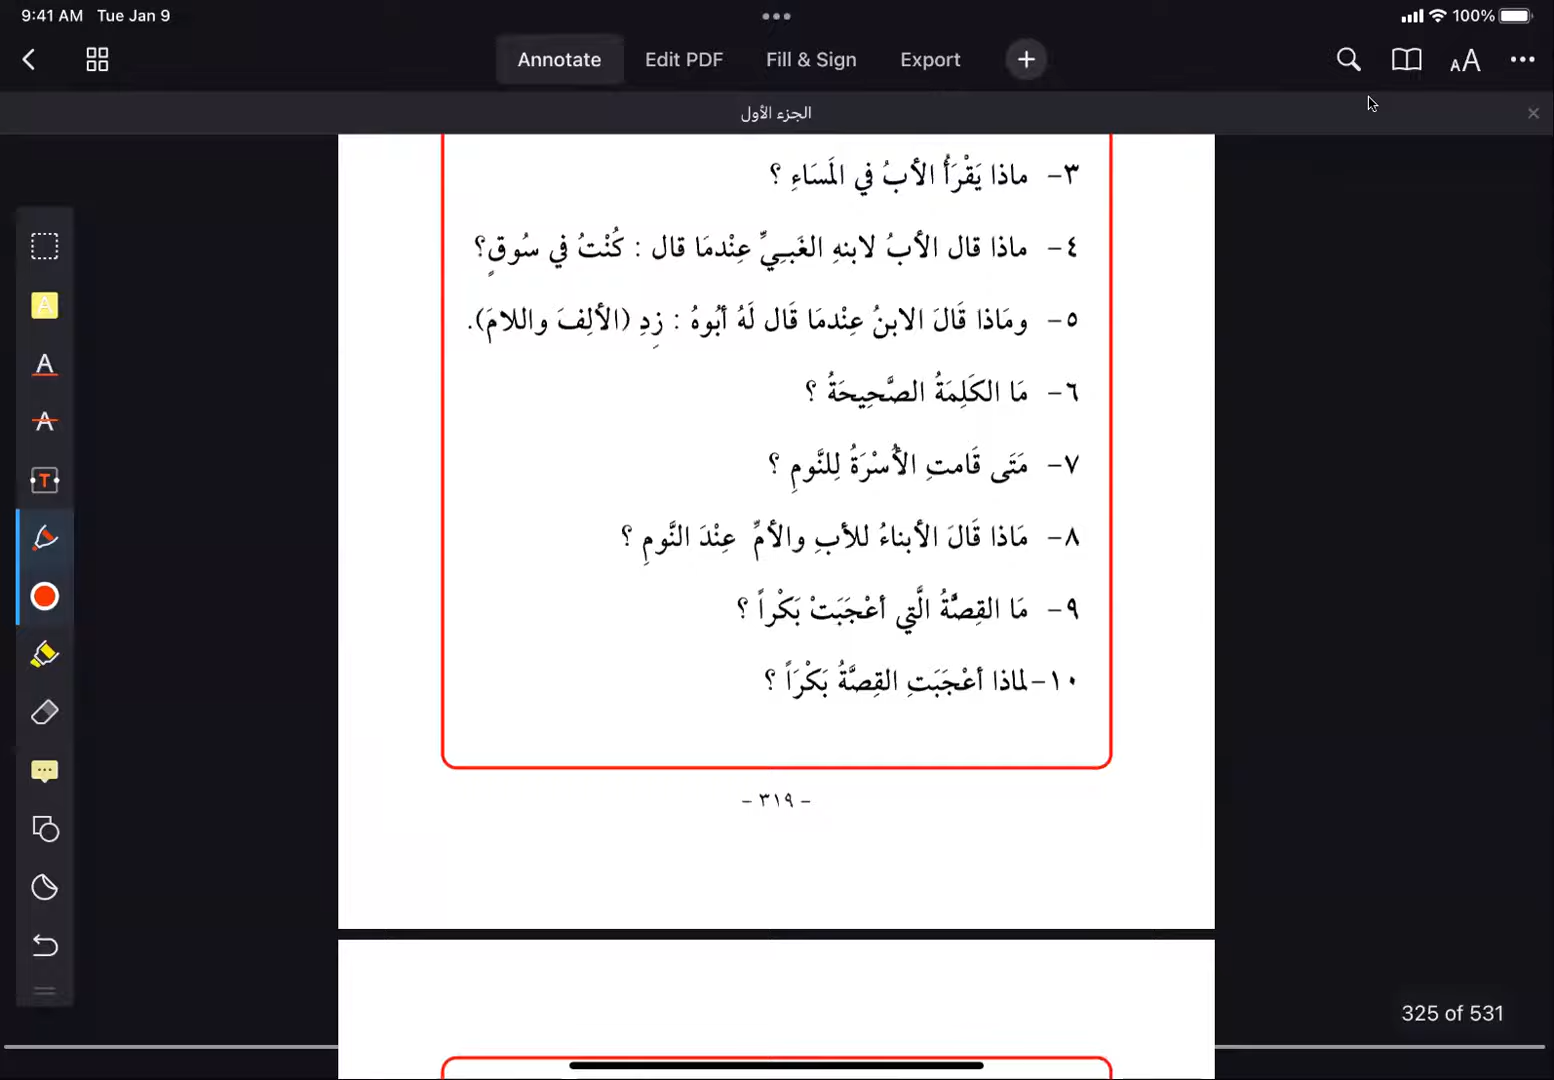 9:41 AM Tue Jan 9
100%
Annotate Edit PDF Fill & Sign Export
الجزء الأول
٣- ماذا يَقْرَأُ الأبُ في المَسَاءِ ؟
٤- ماذا قال الأبُ لابنهِ الغَبِيِّ عِنْدمَا قال : كُنْتُ في سُوقٍ؟
٥- ومَاذا قَالَ الابنُ عِنْدمَا قَال لَهُ أبُوهُ : زِدِ (الألِفَ واللامَ).
٦- مَا الكَلِمَةُ الصَّحِيحَةُ ؟
٧- مَتَى قَامتِ الأُسْرَةُ لِلنَّومِ ؟
٨- مَاذا قَالَ الأبناءُ للأبِ والأمِّ عِنْدَ النَّومِ ؟
٩- مَا القِصَّةُ الَّتي أعْجَبَتْ بَكْراً ؟
١٠- لماذا أعْجَبَتِ القِصَّةُ بَكْرَاً ؟
- ٣١٩ -
325 of 531